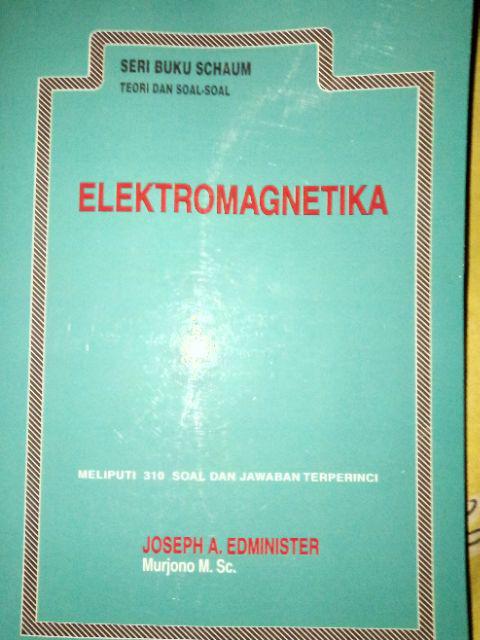 SERI BUKU SCHAUM
TEORI DAN SOAL-SOAL
ELEKTROMAGNETIKA
MELIPUTI 310 SOAL DAN JAWABAN TERPERINCI
JOSEPH A. EDMINISTER
Murjono M. Sc.